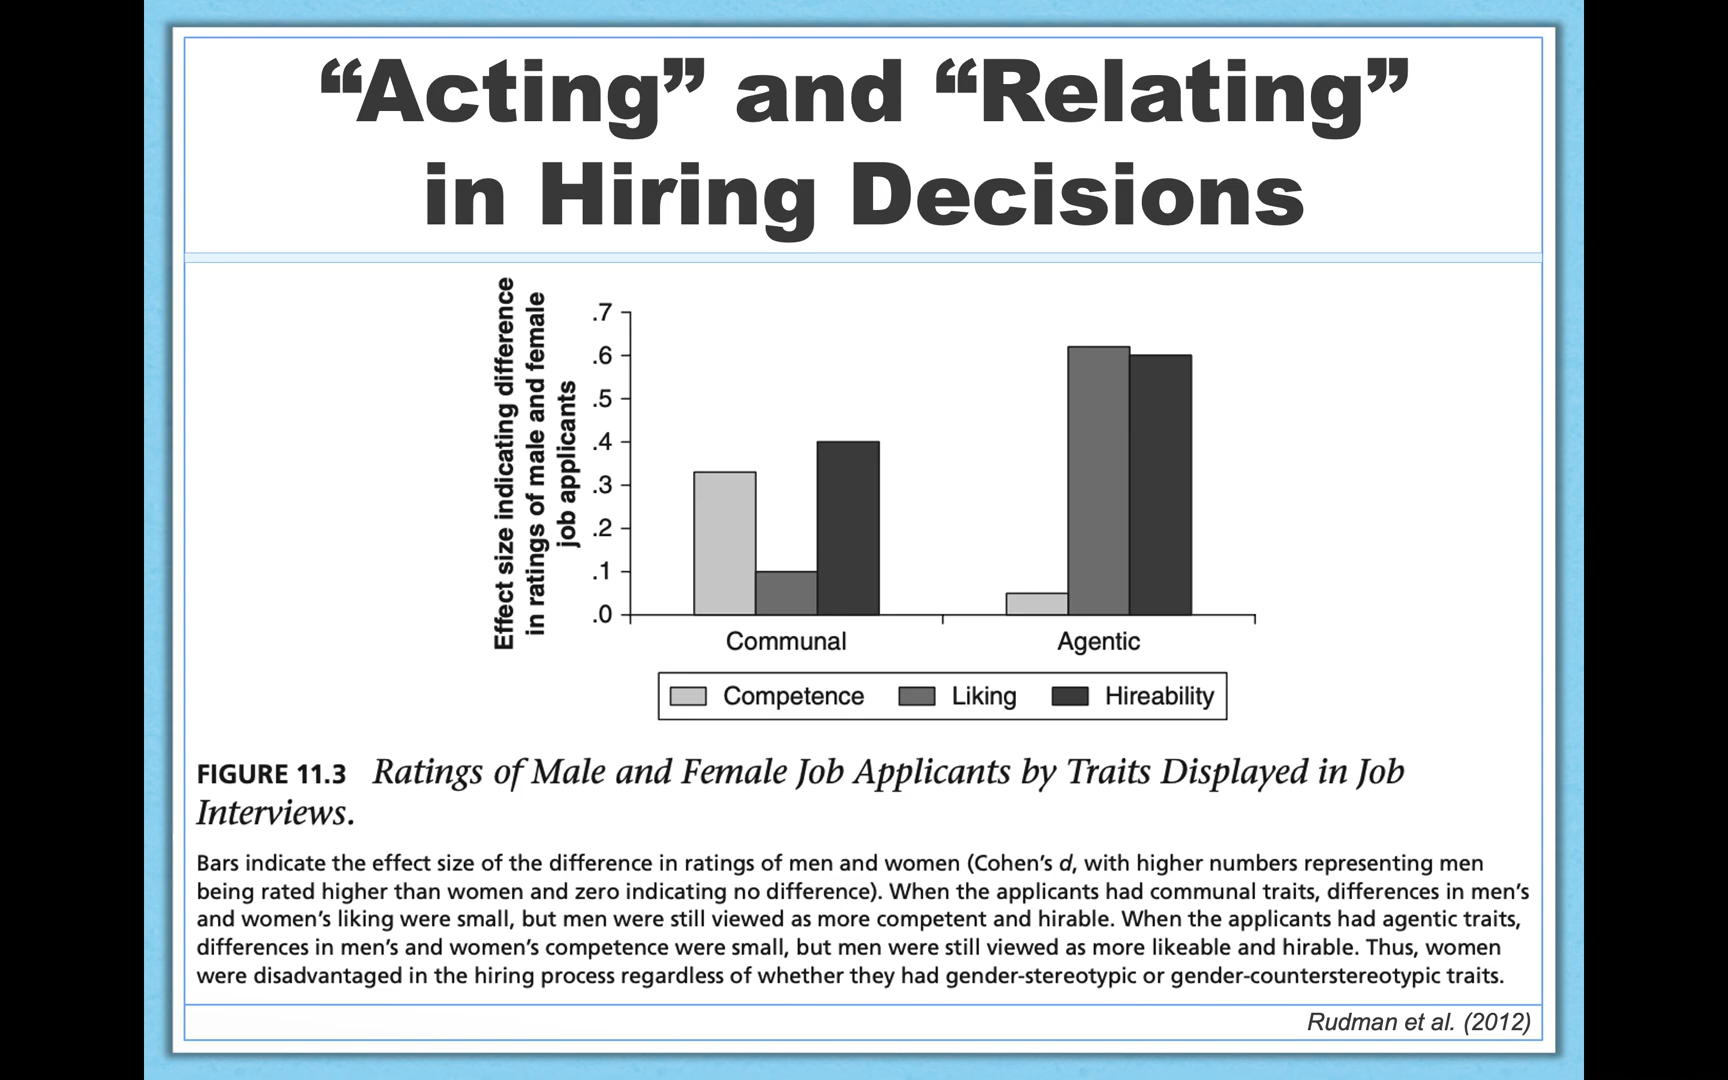 “Acting” and “Relating”
in Hiring Decisions
Effect size indicating difference
in ratings of male and female
job applicants
.7
.6
.5
.4
.3
.2
.1
.0
Communal
Agentic
Competence
Liking
Hireability
FIGURE 11.3 Ratings of Male and Female Job Applicants by Traits Displayed in Job
Interviews.
Bars indicate the effect size of the difference in ratings of men and women (Cohen’s d, with higher numbers representing men
being rated higher than women and zero indicating no difference). When the applicants had communal traits, differences in men’s
and women’s liking were small, but men were still viewed as more competent and hirable. When the applicants had agentic traits,
differences in men’s and women’s competence were small, but men were still viewed as more likeable and hirable. Thus, women
were disadvantaged in the hiring process regardless of whether they had gender-stereotypic or gender-counterstereotypic traits.
Rudman et al. (2012)